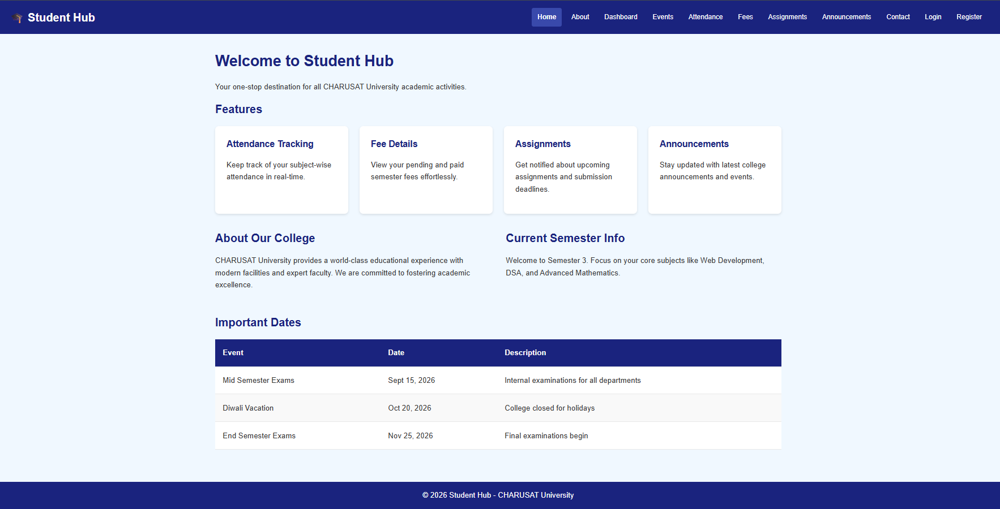 Student Hub
Home About Dashboard Events Attendance Fees Assignments Announcements Contact Login Register
Welcome to Student Hub
Your one-stop destination for all CHARUSAT University academic activities.
Features
Attendance Tracking
Keep track of your subject-wise
attendance in real-time.
Fee Details
View your pending and paid
semester fees effortlessly.
Assignments
Get notified about upcoming
assignments and submission
deadlines.
Announcements
Stay updated with latest college
announcements and events.
About Our College
CHARUSAT University provides a world-class educational experience with
modern facilities and expert faculty. We are committed to fostering academic
excellence.
Current Semester Info
Welcome to Semester 3. Focus on your core subjects like Web Development,
DSA, and Advanced Mathematics.
Important Dates
Event Date Description
Mid Semester Exams Sept 15, 2026 Internal examinations for all departments
Diwali Vacation Oct 20, 2026 College closed for holidays
End Semester Exams Nov 25, 2026 Final examinations begin
© 2026 Student Hub - CHARUSAT University